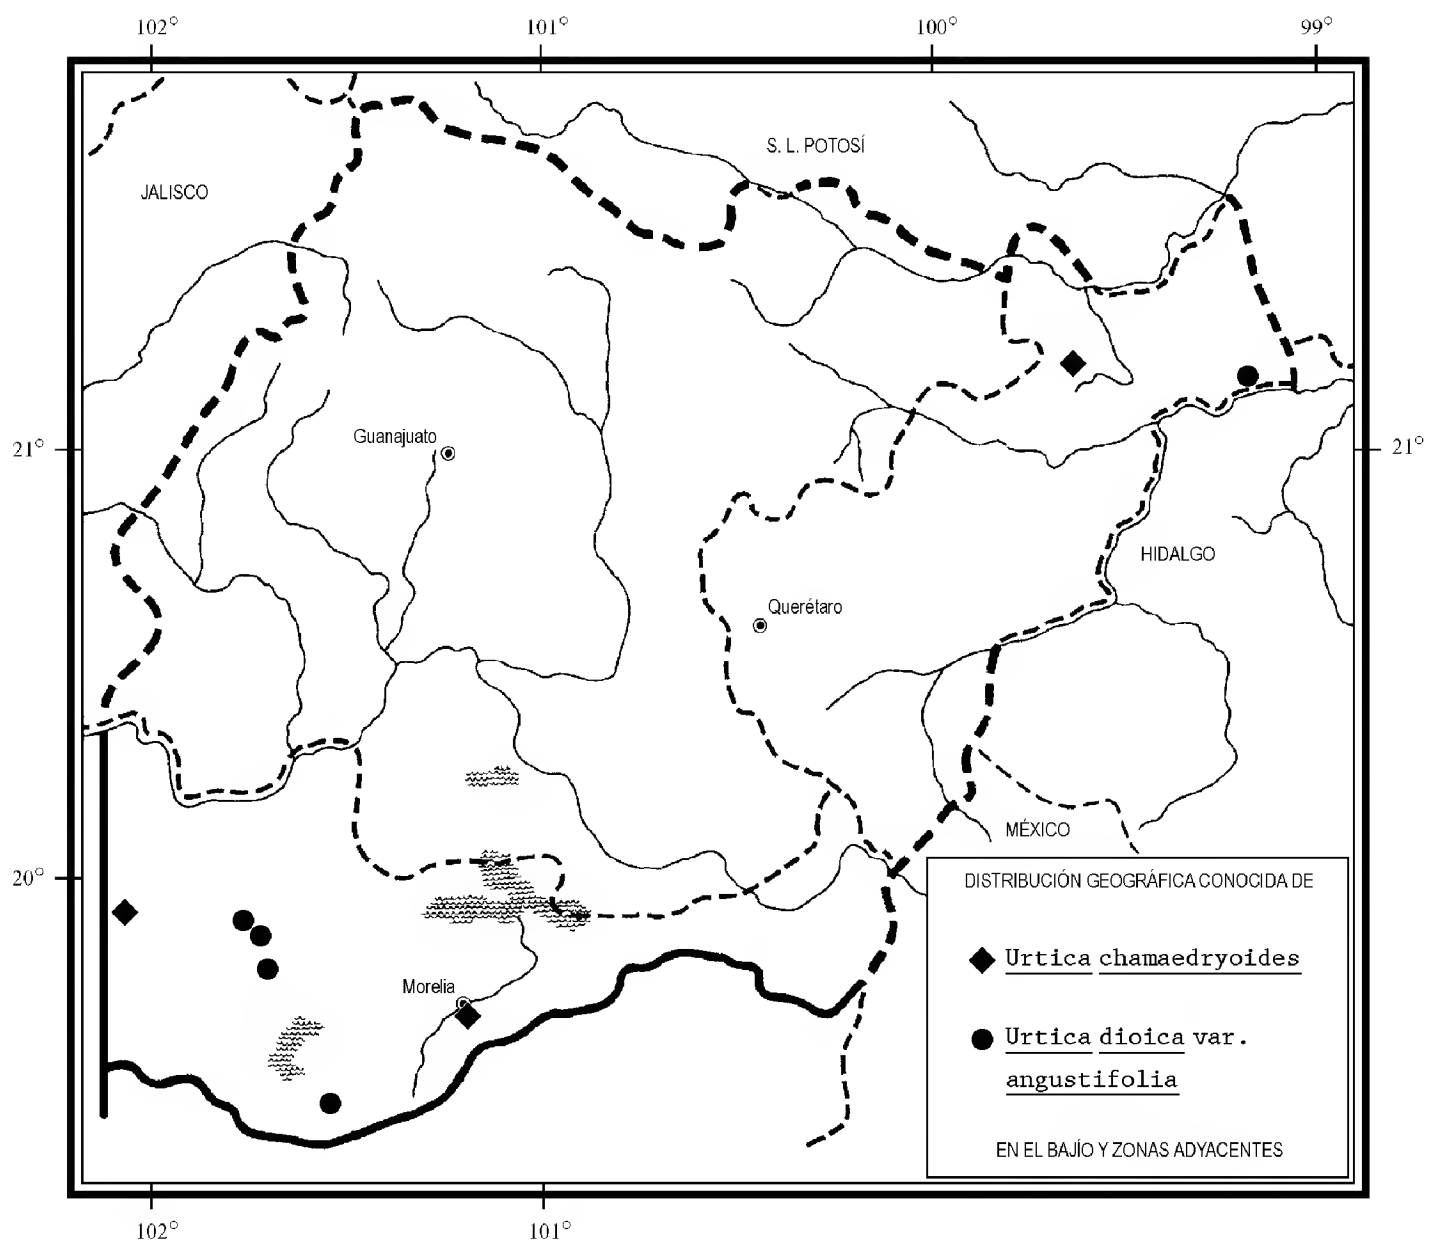 102° 101° 100° 99°
S. L. POTOSÍ
JALISCO
Guanajuato
21° 21°
HIDALGO
Querétaro
MÉXICO
20°
DISTRIBUCIÓN GEOGRÁFICA CONOCIDA DE
Urtica chamaedryoides
Morelia
Urtica dioica var.
angustifolia
EN EL BAJÍO Y ZONAS ADYACENTES
102° 101°